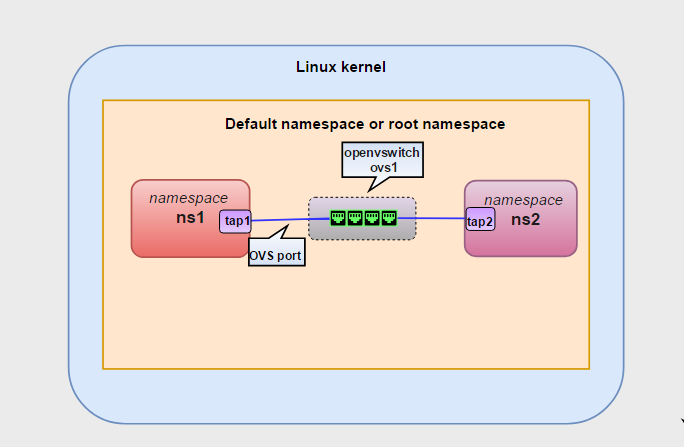 Linux kernel
Default namespace or root namespace
openvswitch
ovs1
namespace
ns1
tap1
OVS port
namespace
ns2
tap2